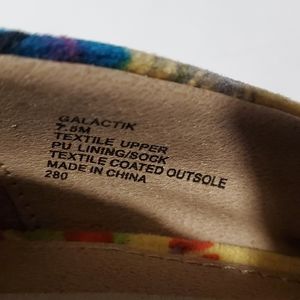 GALACTIK
7.5M
TEXTILE UPPER
PU LINING/SOCK
TEXTILE COATED OUTSOLE
MADE IN CHINA
280